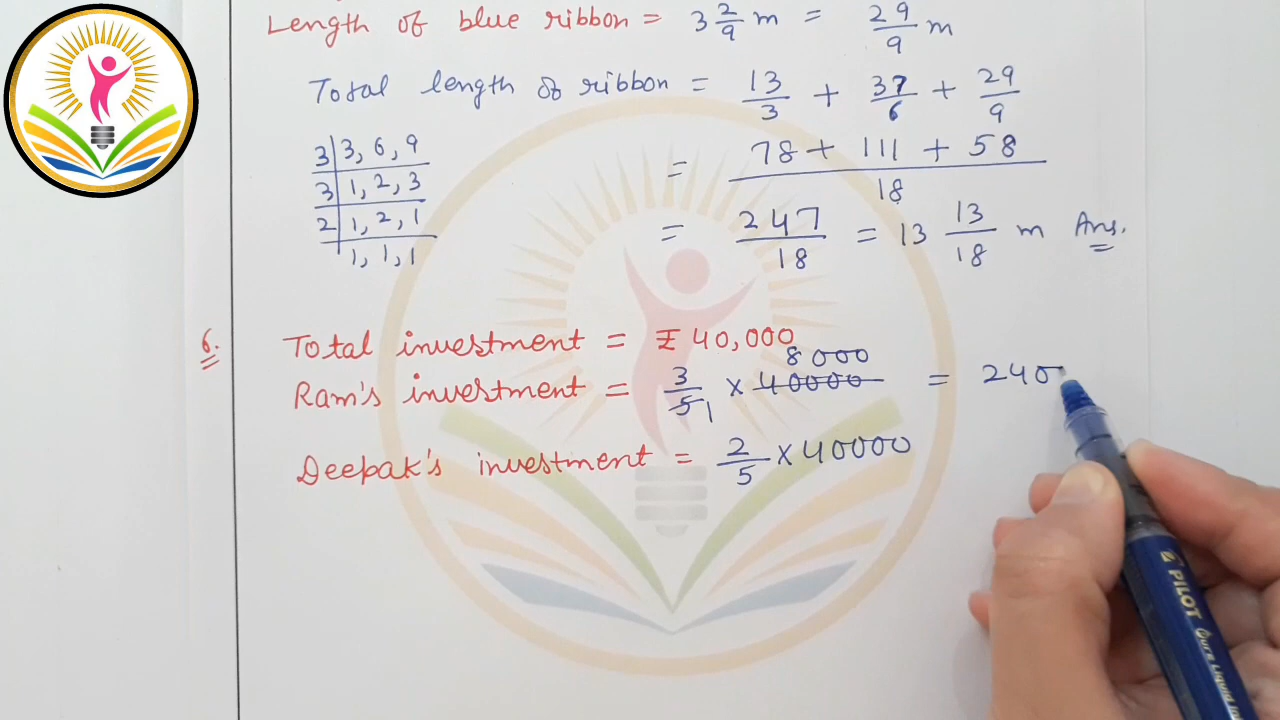 Length of blue ribbon = 3 2/9 m = 29/9 m
Total length of ribbon = 13/3 + 37/6 + 29/9
3 | 3, 6, 9
= 78 + 111 + 58 / 18
3 | 1, 2, 3
2 | 1, 2, 1
= 247/18 = 13 13/18 m Ans.
1, 1, 1
6. Total investment = ₹ 40,000
Ram's investment = 3/5 1 × 40000 8000 = 240
Deepak's investment = 2/5 × 40000
PILOT